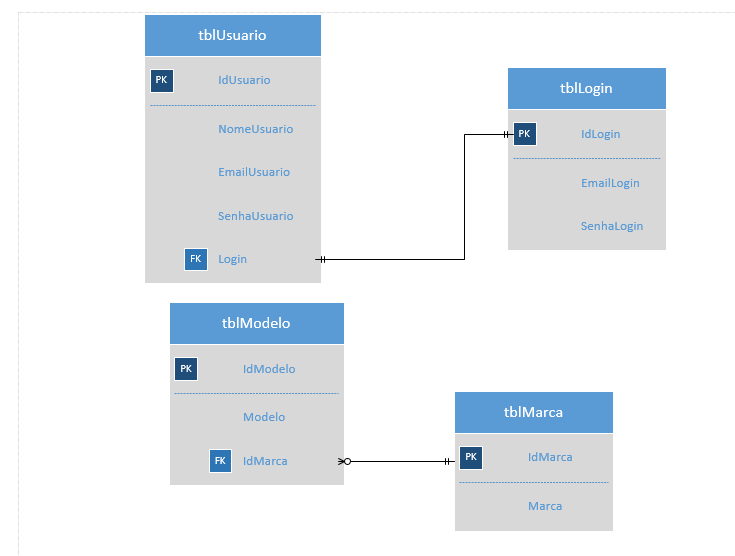 tblUsuario
PK IdUsuario
NomeUsuario
EmailUsuario
SenhaUsuario
FK Login
tblLogin
PK IdLogin
EmailLogin
SenhaLogin
tblModelo
PK IdModelo
Modelo
FK IdMarca
tblMarca
PK IdMarca
Marca